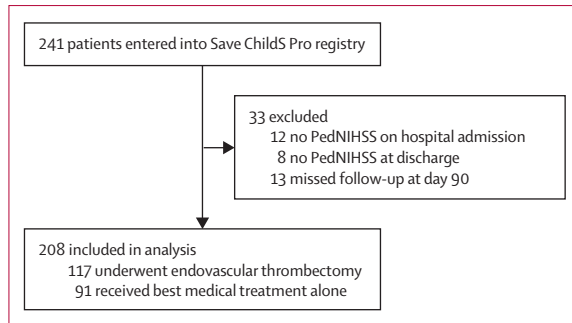 241 patients entered into Save ChildS Pro registry
33 excluded
12 no PedNIHSS on hospital admission
8 no PedNIHSS at discharge
13 missed follow-up at day 90
208 included in analysis
117 underwent endovascular thrombectomy
91 received best medical treatment alone